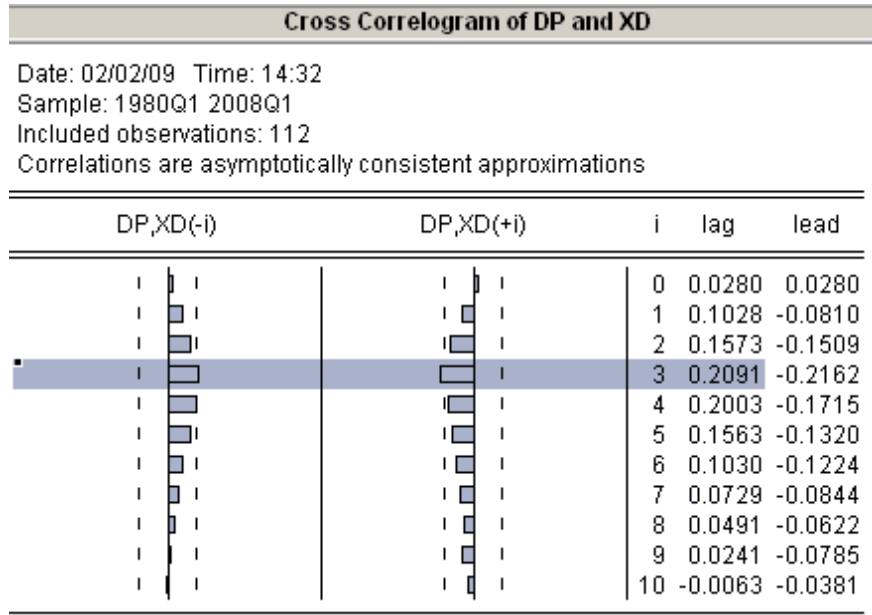 Cross Correlogram of DP and XD
Date: 02/02/09 Time: 14:32
Sample: 1980Q1 2008Q1
Included observations: 112
Correlations are asymptotically consistent approximations
DP,XD(-i) DP,XD(+i) i lag lead
0 0.0280 0.0280
1 0.1028 -0.0810
2 0.1573 -0.1509
3 0.2091 -0.2162
4 0.2003 -0.1715
5 0.1563 -0.1320
6 0.1030 -0.1224
7 0.0729 -0.0844
8 0.0491 -0.0622
9 0.0241 -0.0785
10 -0.0063 -0.0381